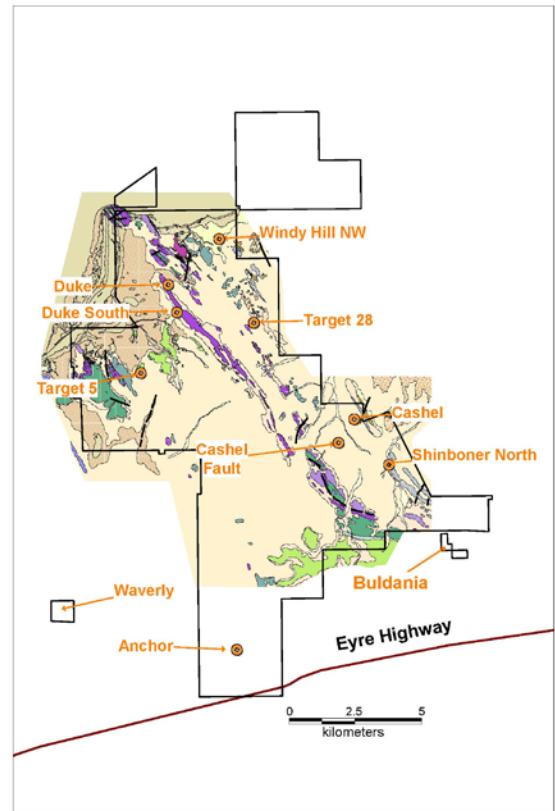 Windy Hill NW
Duke
Duke South
Target 28
Target 5
Cashel
Cashel
Fault
Shinboner North
Buldania
Waverly
Anchor
Eyre Highway
0 2.5 5
kilometers